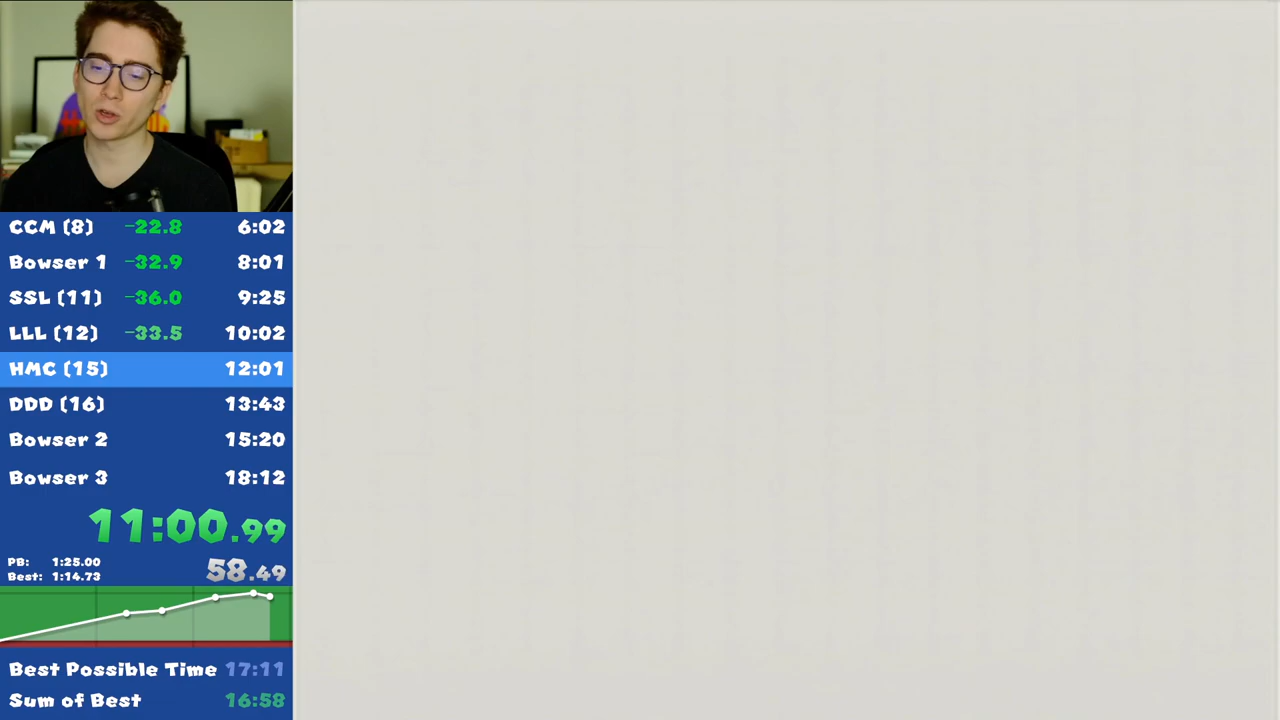 CCM (8) -22.8 6:02
Bowser 1 -32.9 8:01
SSL (11) -36.0 9:25
LLL (12) -33.5 10:02
HMC (15) 12:01
DDD (16) 13:43
Bowser 2 15:20
Bowser 3 18:12
11:00.99
PB: 1:25.00
Best: 1:14.73
58.49
Best Possible Time 17:11
Sum of Best 16:58